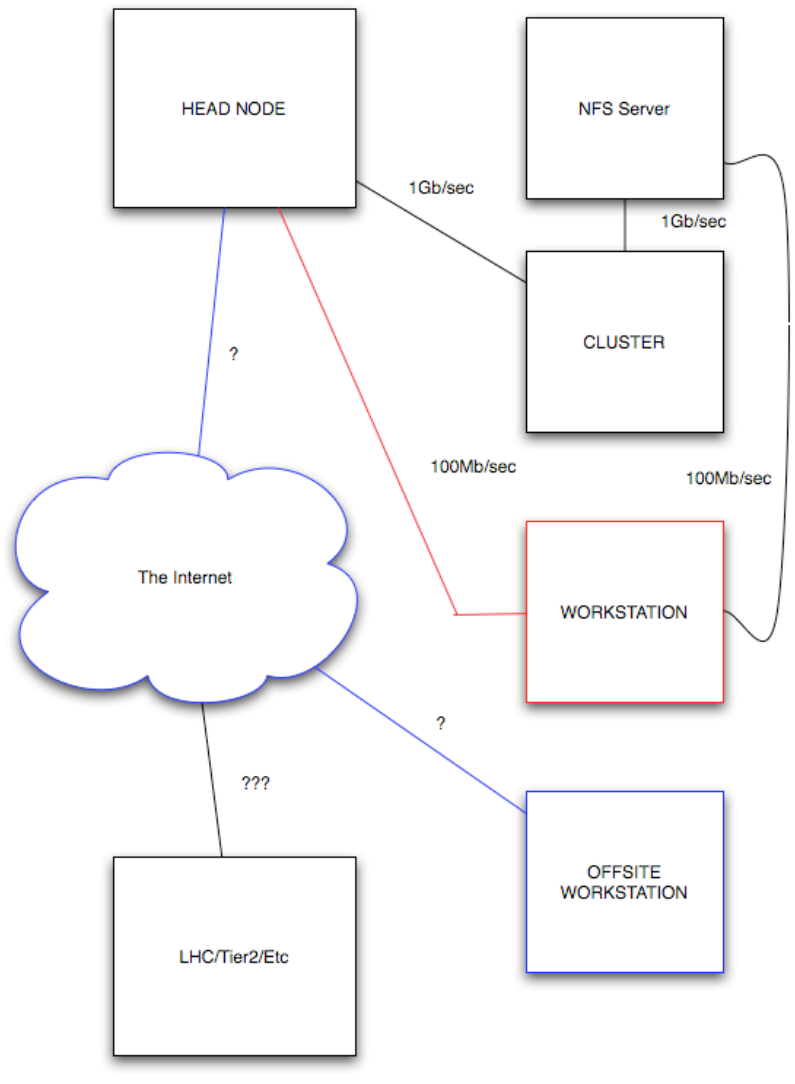 HEAD NODE
NFS Server
1Gb/sec
1Gb/sec
CLUSTER
?
100Mb/sec
100Mb/sec
The Internet
WORKSTATION
?
???
OFFSITE
WORKSTATION
LHC/Tier2/Etc